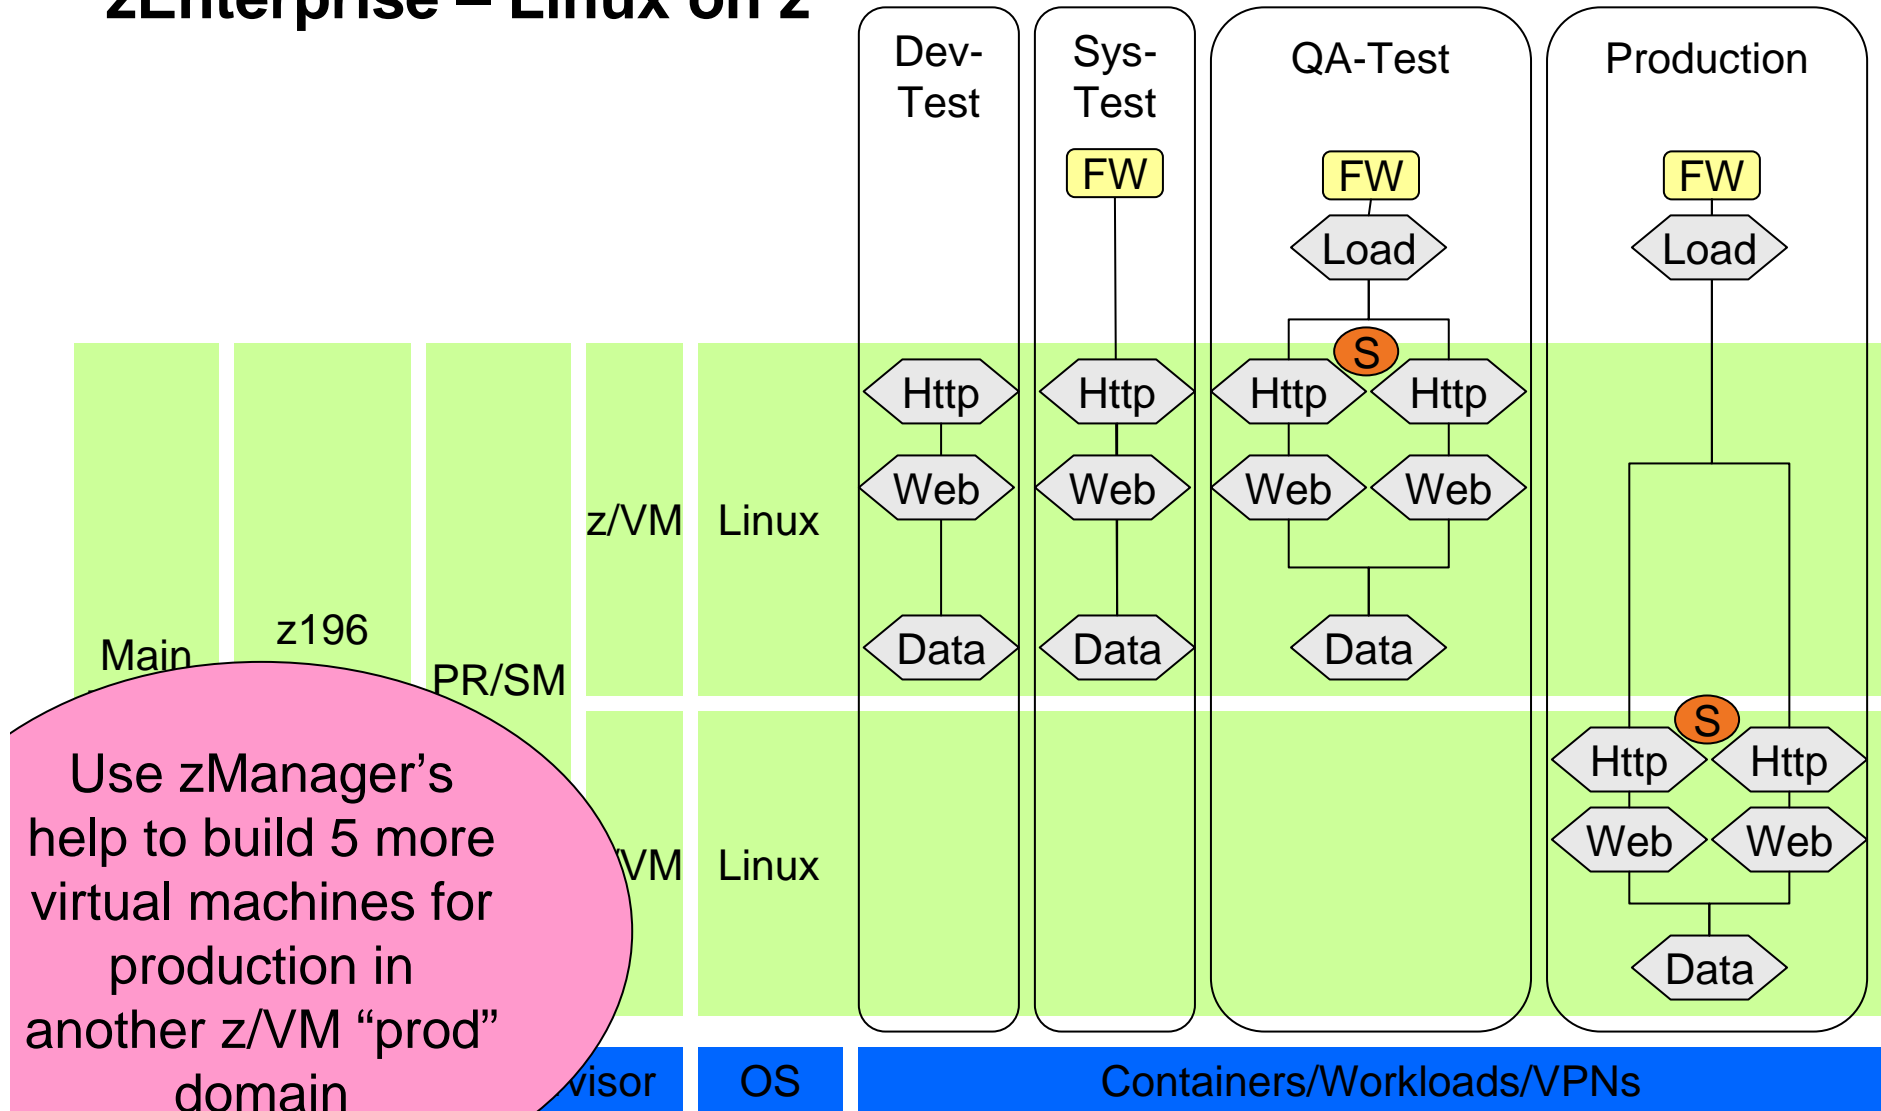 zEnterprise – Linux on z
Dev-
Test
Sys-
Test
QA-Test
Production
FW
FW
FW
Load
Load
S
Http
Http
Http
Http
Web
Web
Web
Web
z/VM
Linux
z196
Main
PR/SM
Data
Data
Data
S
Http
Http
Web
Web
Data
/VM
Linux
Use zManager’s
help to build 5 more
virtual machines for
production in
another z/VM “prod”
domain
visor
OS
Containers/Workloads/VPNs